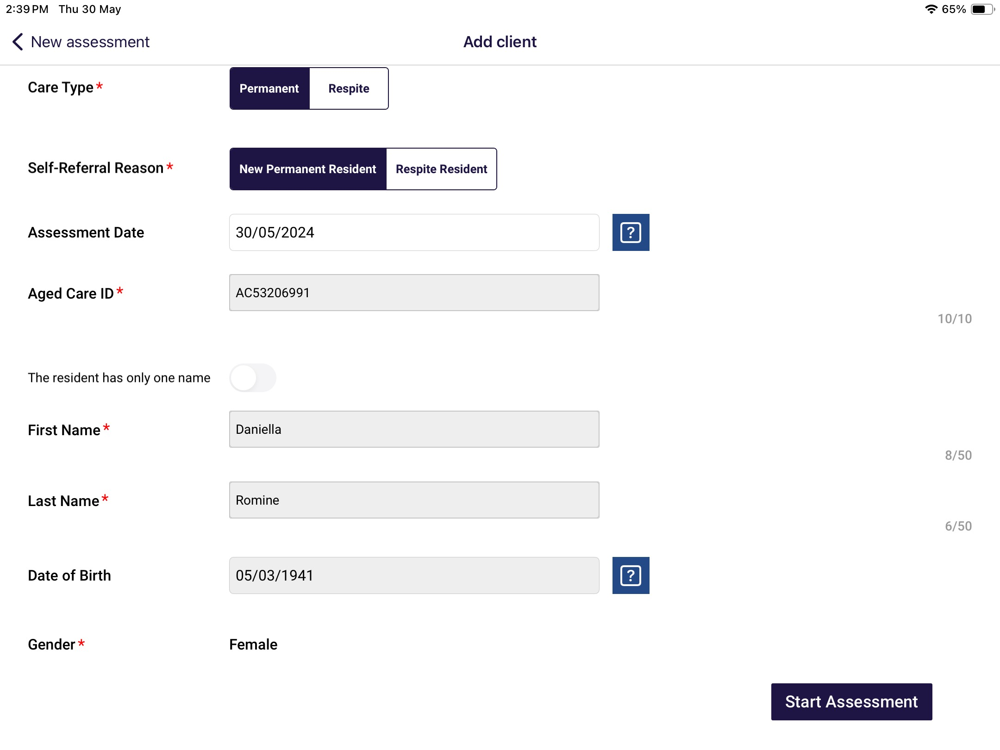 2:39 PM Thu 30 May 65%
New assessment Add client
Care Type * Permanent Respite
Self-Referral Reason * New Permanent Resident Respite Resident
Assessment Date 30/05/2024 ?
Aged Care ID * AC53206991
10/10
The resident has only one name
First Name * Daniella
8/50
Last Name * Romine
6/50
Date of Birth 05/03/1941 ?
Gender * Female
Start Assessment